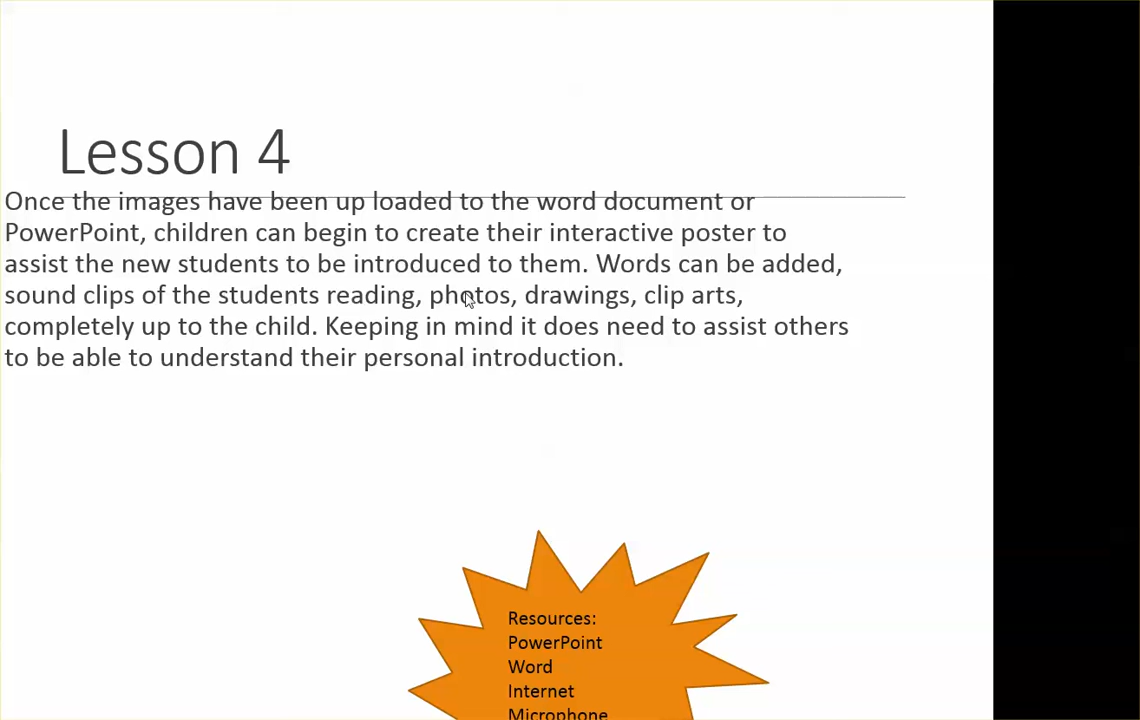 Lesson 4
Once the images have been up loaded to the word document or
PowerPoint, children can begin to create their interactive poster to
assist the new students to be introduced to them. Words can be added,
sound clips of the students reading, photos, drawings, clip arts,
completely up to the child. Keeping in mind it does need to assist others
to be able to understand their personal introduction.
Resources:
PowerPoint
Word
Internet
Microphone